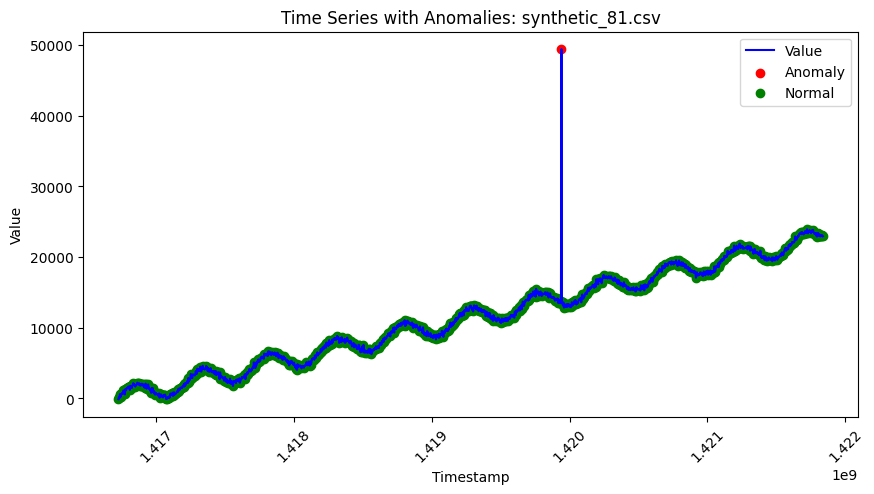 Time Series with Anomalies: synthetic_81.csv
Value
Anomaly
Normal
50000
40000
30000
20000
10000
0
Value
1.417
1.418
1.419
1.420
1.421
1.422
1e9
Timestamp